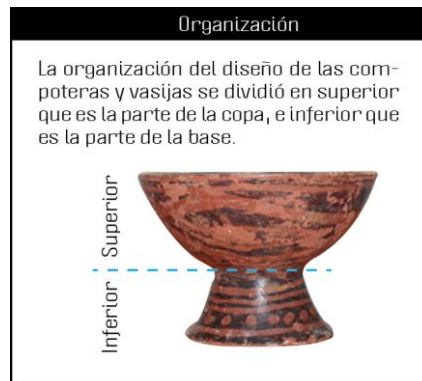 Organización
La organización del diseño de las com-
poteras y vasijas se dividió en superior
que es la parte de la copa, e inferior que
es la parte de la base.
Superior
Inferior